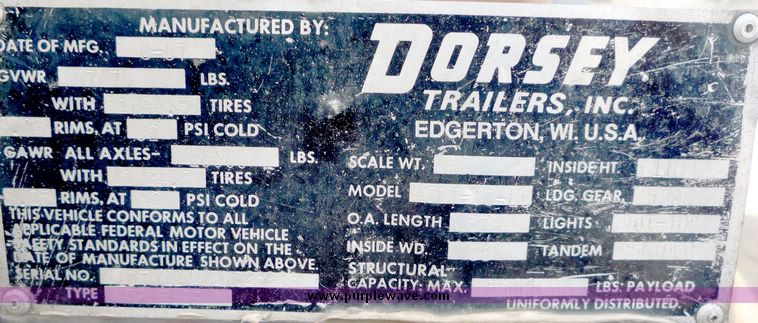 MANUFACTURED BY:
DATE OF MFG.
GVWR LBS.
WITH TIRES
RIMS, AT PSI COLD
GAWR ALL AXLES- LBS.
WITH TIRES
RIMS, AT PSI COLD
THIS VEHICLE CONFORMS TO ALL
APPLICABLE FEDERAL MOTOR VEHICLE
SAFETY STANDARDS IN EFFECT ON THE
DATE OF MANUFACTURE SHOWN ABOVE.
SERIAL NO.
TYPE
DORSEY
TRAILERS, INC.
EDGERTON, WI. U.S.A.
SCALE WT. INSIDE HT.
MODEL LDG. GEAR
O.A. LENGTH LIGHTS
INSIDE WD. TANDEM
STRUCTURAL-
CAPACITY: MAX. LBS. PAYLOAD
UNIFORMLY DISTRIBUTED.
www.purplewave.com